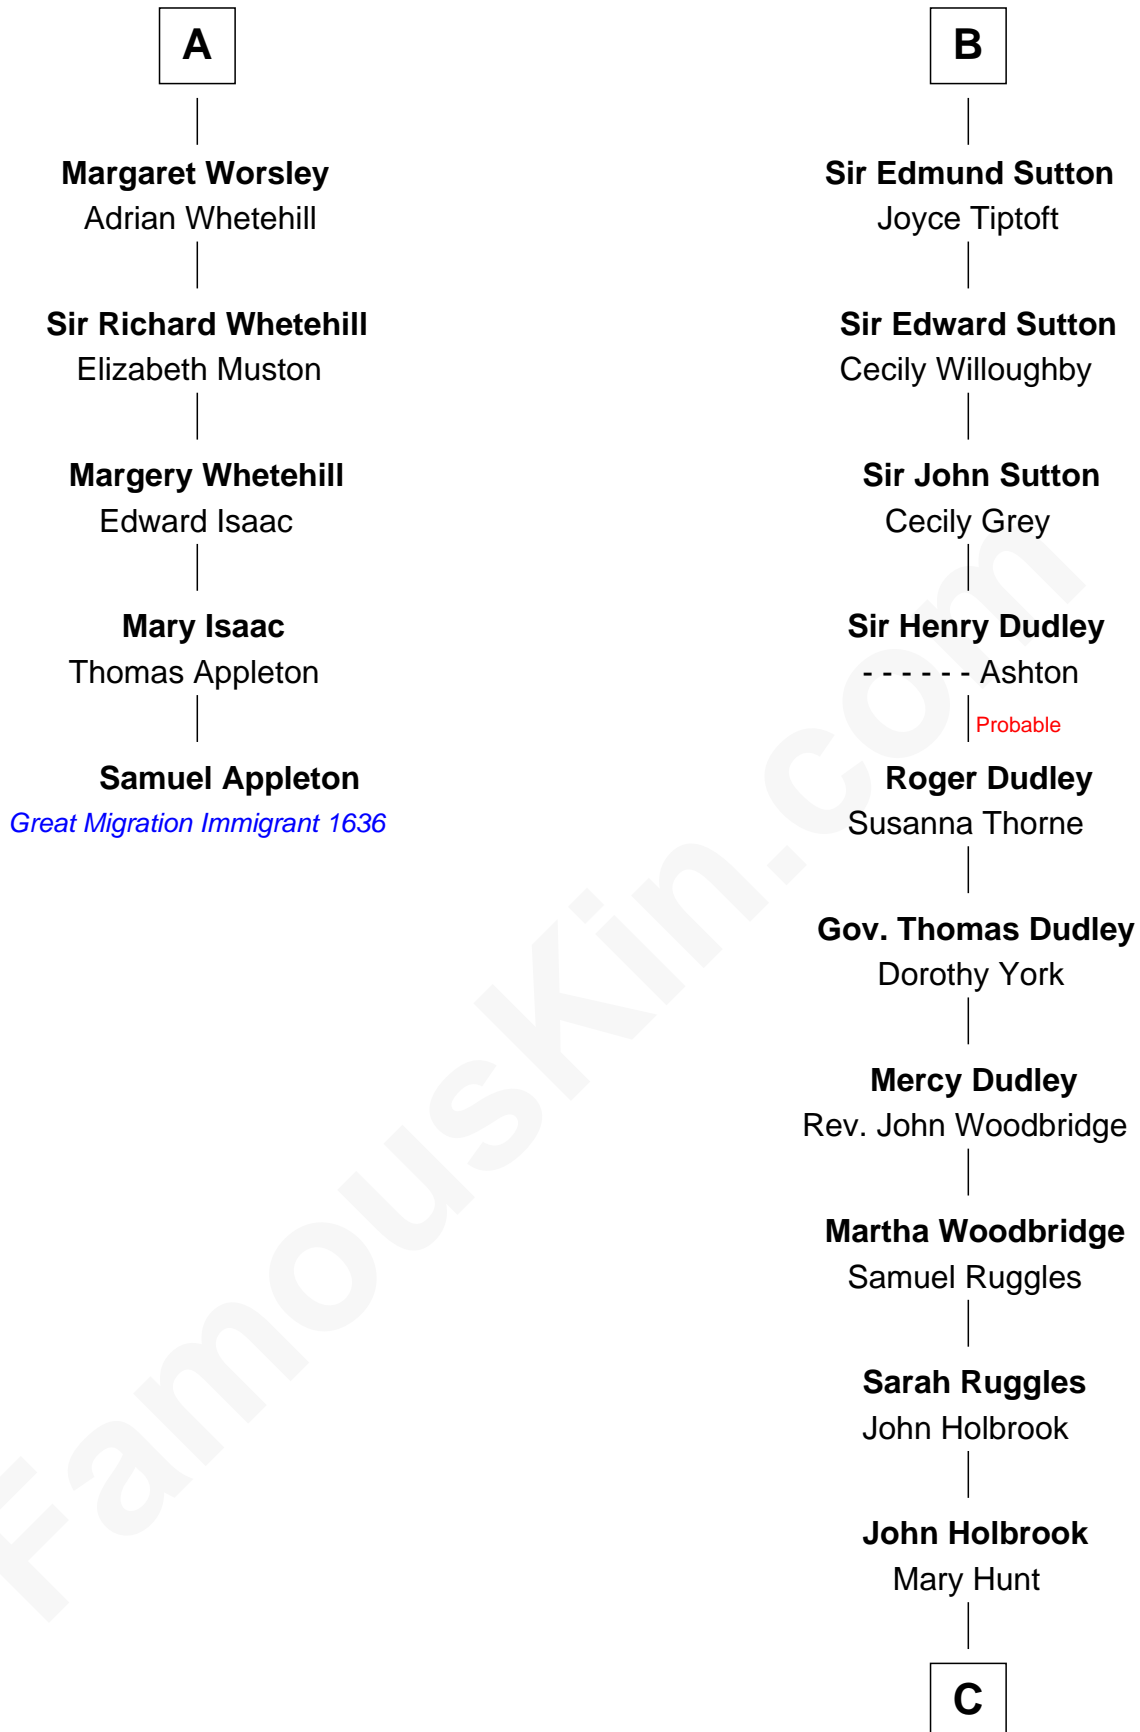 A
Margaret Worsley
Adrian Whetehill
Sir Richard Whetehill
Elizabeth Muston
Margery Whetehill
Edward Isaac
Mary Isaac
Thomas Appleton
Samuel Appleton
Great Migration Immigrant 1636
B
Sir Edmund Sutton
Joyce Tiptoft
Sir Edward Sutton
Cecily Willoughby
Sir John Sutton
Cecily Grey
Sir Henry Dudley
- - - - - - Ashton
Probable
Roger Dudley
Susanna Thorne
Gov. Thomas Dudley
Dorothy York
Mercy Dudley
Rev. John Woodbridge
Martha Woodbridge
Samuel Ruggles
Sarah Ruggles
John Holbrook
John Holbrook
Mary Hunt
C
FamousKin.com